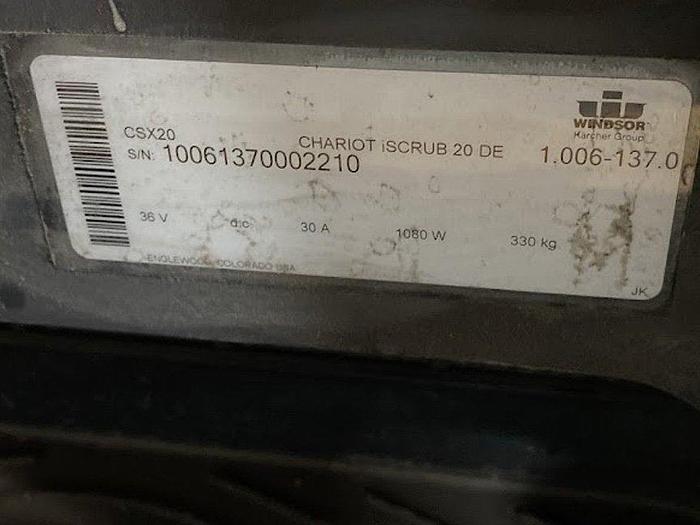 WINDSOR
Kärcher Group
CSX20 CHARIOT iSCRUB 20 DE 1.006-137.0
S/N: 10061370002210
36 V d.c 30 A 1080 W 330 kg
ENGLEWOOD, COLORADO USA
JK